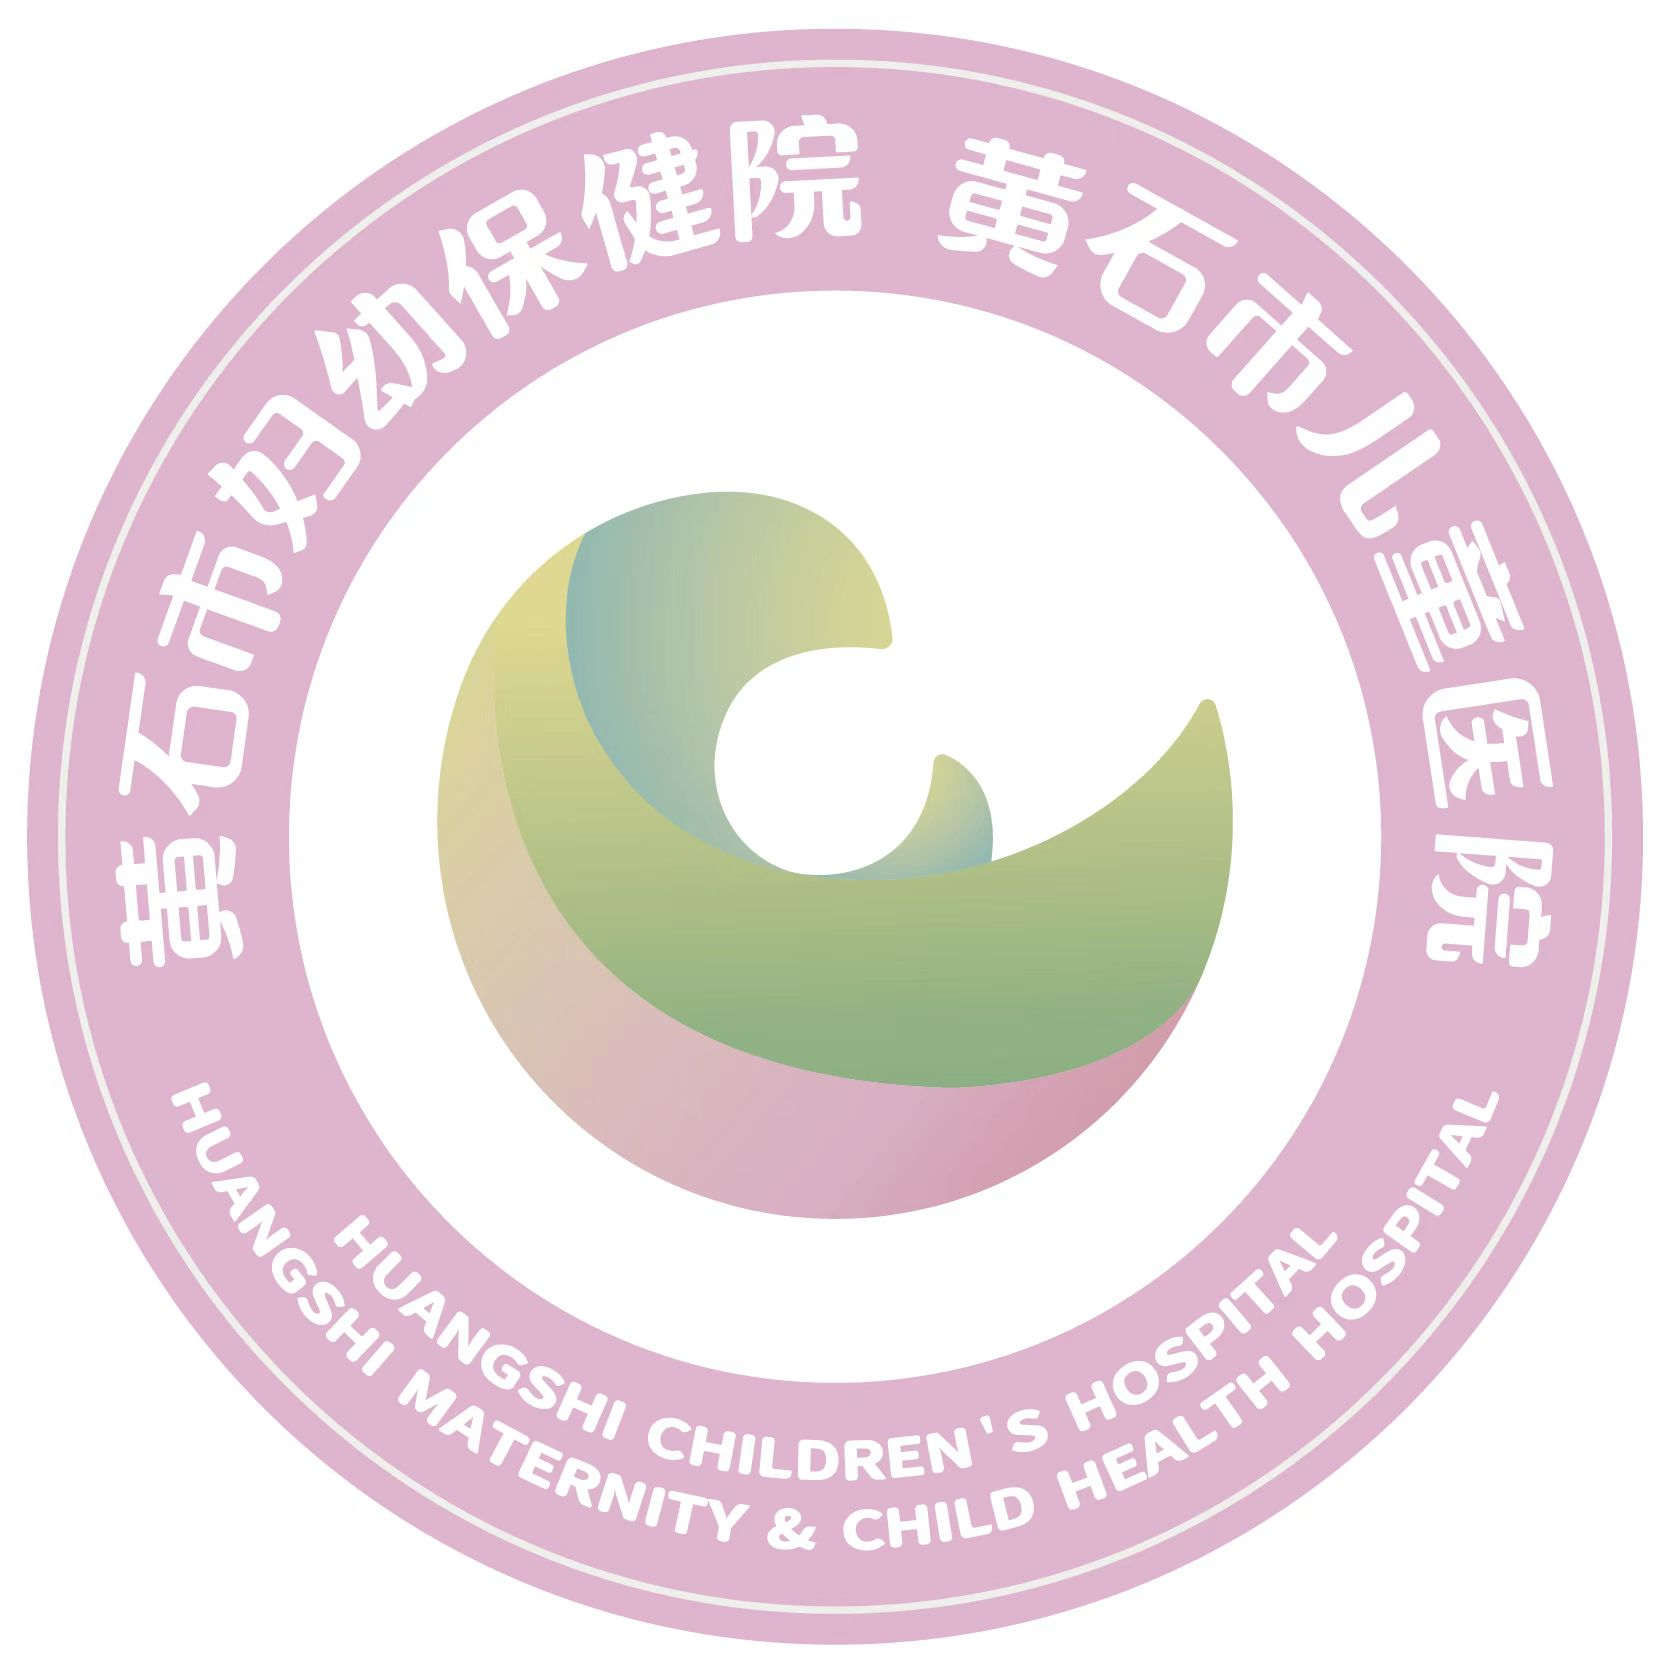 黄石市妇幼保健院 黄石市儿童医院
HUANGSHI CHILDREN'S HOSPITAL
HUANGSHI MATERNITY & CHILD HEALTH HOSPITAL